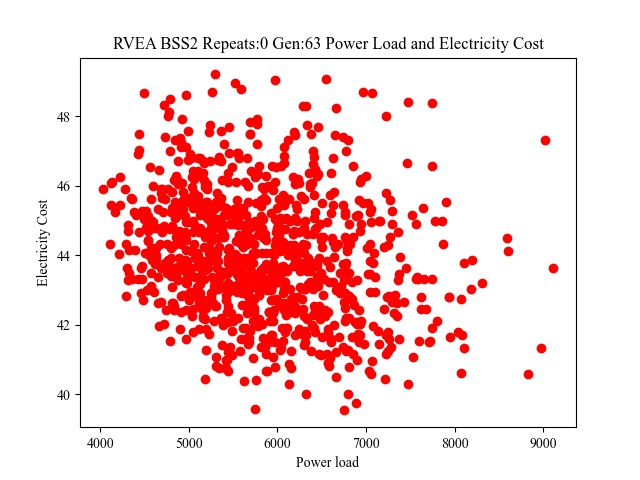 RVEA BSS2 Repeats:0 Gen:63 Power Load and Electricity Cost
48
46
44
42
40
Electricity Cost
4000 5000 6000 7000 8000 9000
Power load